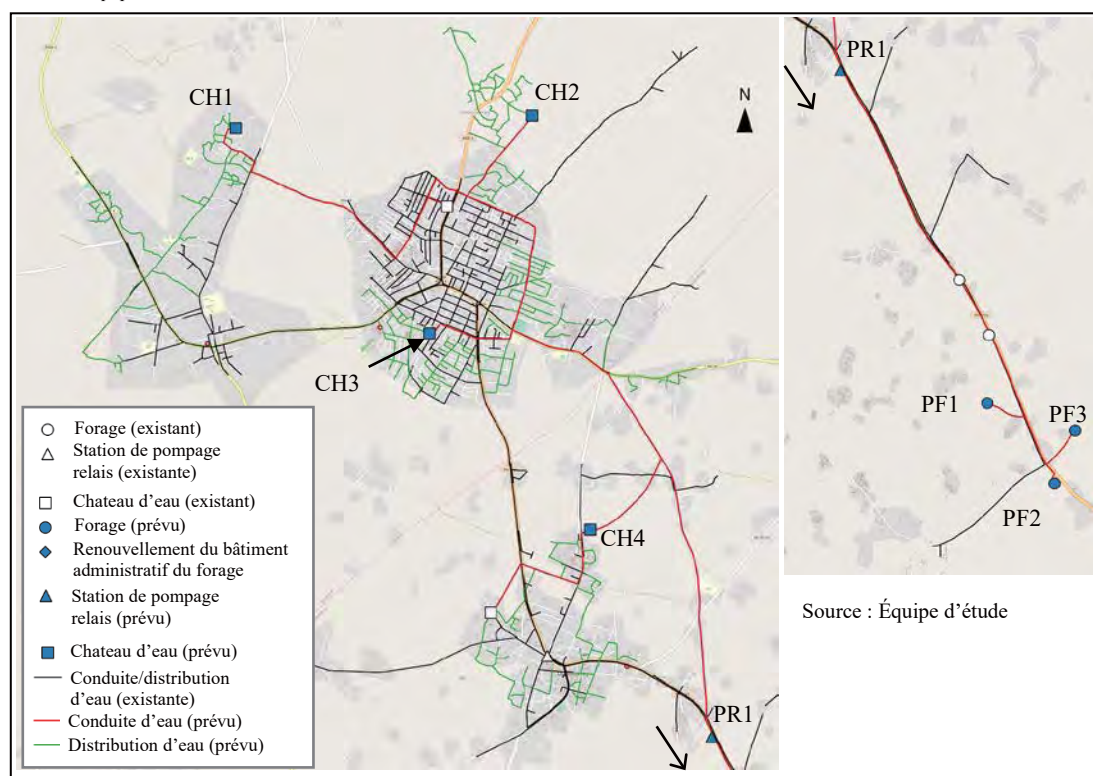 CH1
CH2
N
CH3
CH4
PR1
Forage (existant)
Station de pompage
relais (existante)
Chateau d'eau (existant)
Forage (prévu)
Renouvellement du bâtiment
administratif du forage
Station de pompage
relais (prévu)
Chateau d'eau (prévu)
Conduite/distribution
d'eau (existante)
Conduite d'eau (prévu)
Distribution d'eau (prévu)
PR1
PF1
PF3
PF2
Source : Équipe d'étude